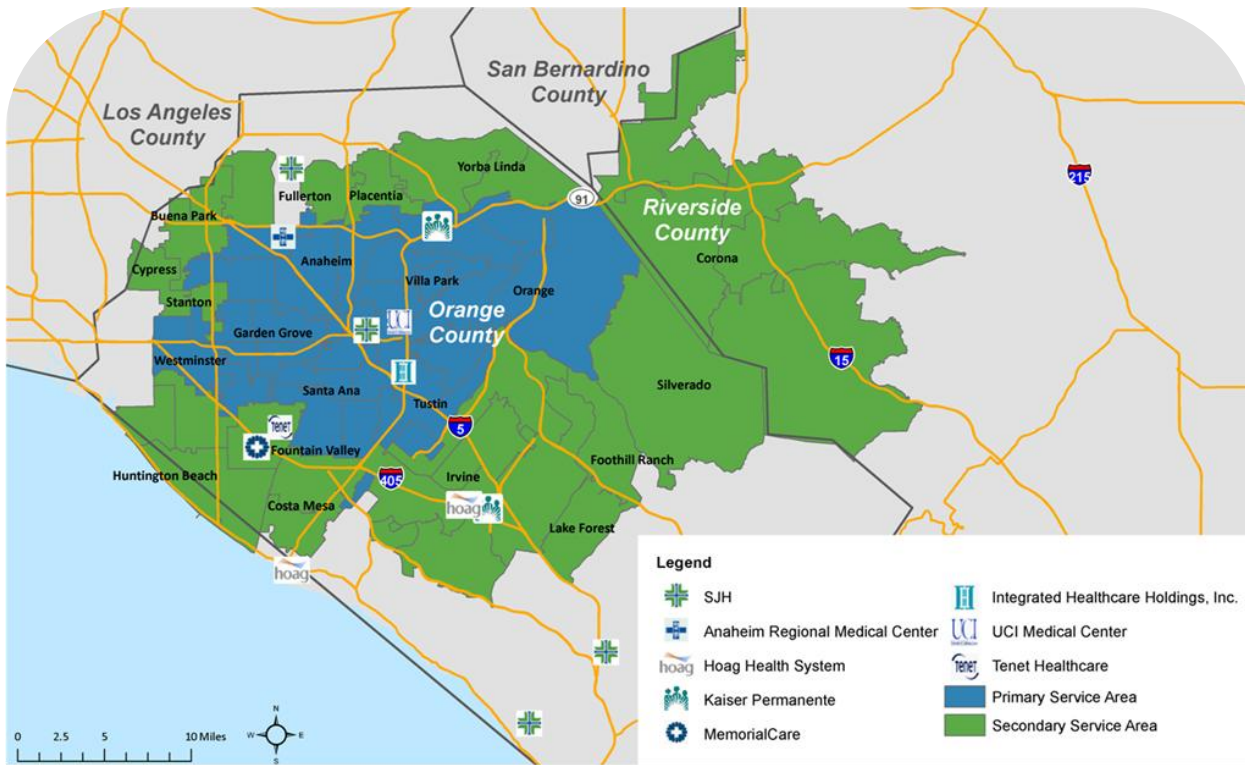 San Bernardino
County
Los Angeles
County
215
Yorba Linda
Fullerton
Placentia
91
Buena Park
Riverside
County
Anaheim
Corona
Cypress
Villa Park
Orange
Stanton
Orange
County
UCI
Garden Grove
Westminster
15
Santa Ana
Silverado
Tustin
5
TENET
Fountain Valley
Foothill Ranch
Huntington Beach
405
Irvine
Costa Mesa
hoag
Lake Forest
hoag
Legend
SJH
Anaheim Regional Medical Center
hoag
Hoag Health System
Kaiser Permanente
MemorialCare
Integrated Healthcare Holdings, Inc.
UCI
UCI Medical Center
TENET
Tenet Healthcare
Primary Service Area
Secondary Service Area
N
W
E
S
0 2.5 5 10 Miles